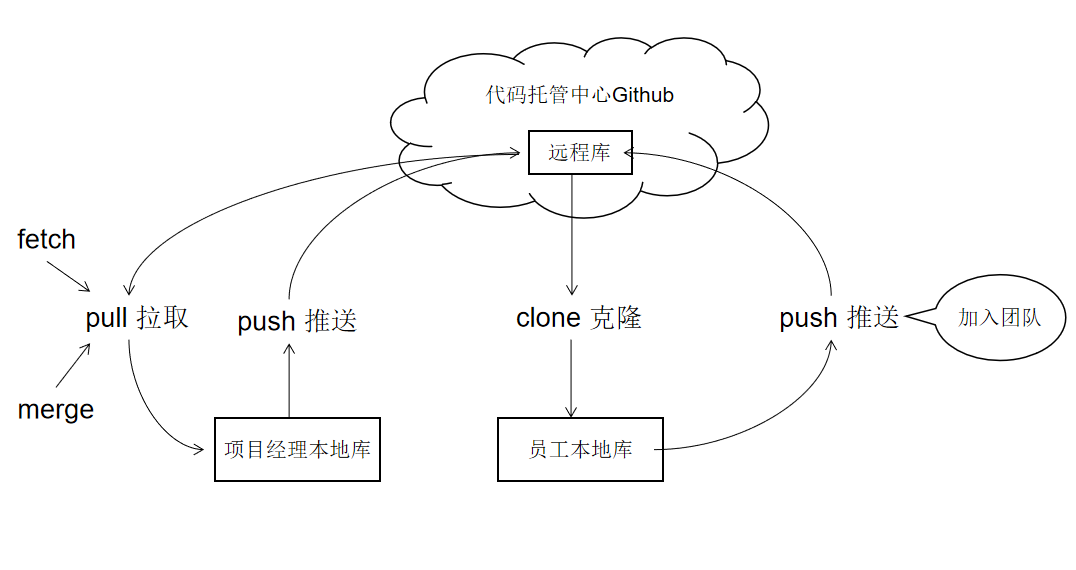 代码托管中心Github
远程库
fetch
pull 拉取
push 推送
clone 克隆
push 推送
加入团队
merge
项目经理本地库
员工本地库